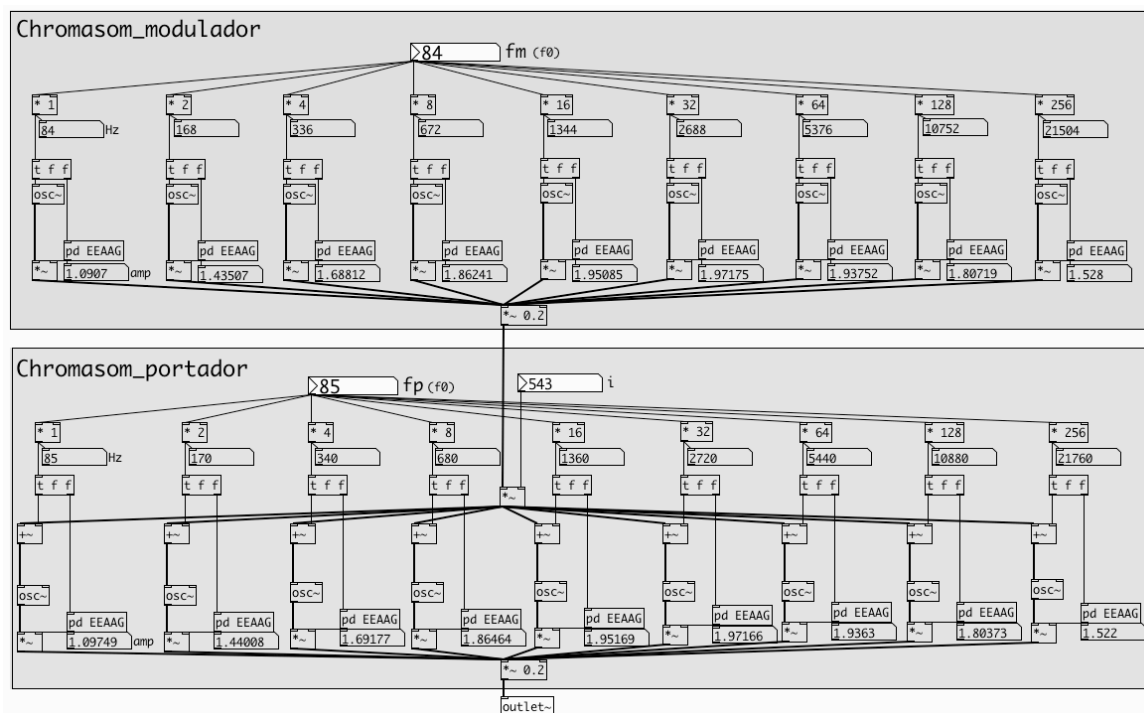 Chromasom_modulador
84 fm (f0)
* 1 * 2 * 4 * 8 * 16 * 32 * 64 * 128 * 256
84 Hz 168 336 672 1344 2688 5376 10752 21504
t f f t f f t f f t f f t f f t f f t f f t f f t f f
osc~ osc~ osc~ osc~ osc~ osc~ osc~ osc~ osc~
pd EEAAG pd EEAAG pd EEAAG pd EEAAG pd EEAAG pd EEAAG pd EEAAG pd EEAAG pd EEAAG
*~ 1.0907 amp *~ 1.43507 *~ 1.68812 *~ 1.86241 *~ 1.95085 *~ 1.97175 *~ 1.93752 *~ 1.80719 *~ 1.528
*~ 0.2
Chromasom_portador
85 fp (f0) 543 i
* 1 * 2 * 4 * 8 * 16 * 32 * 64 * 128 * 256
85 Hz 170 340 680 1360 2720 5440 10880 21760
t f f t f f t f f t f f t f f t f f t f f t f f t f f
*~
+~ +~ +~ +~ +~ +~ +~ +~ +~
osc~ osc~ osc~ osc~ osc~ osc~ osc~ osc~ osc~
pd EEAAG pd EEAAG pd EEAAG pd EEAAG pd EEAAG pd EEAAG pd EEAAG pd EEAAG pd EEAAG
*~ 1.09749 amp *~ 1.44008 *~ 1.69177 *~ 1.86464 *~ 1.95169 *~ 1.97166 *~ 1.9363 *~ 1.80373 *~ 1.522
*~ 0.2
outlet~